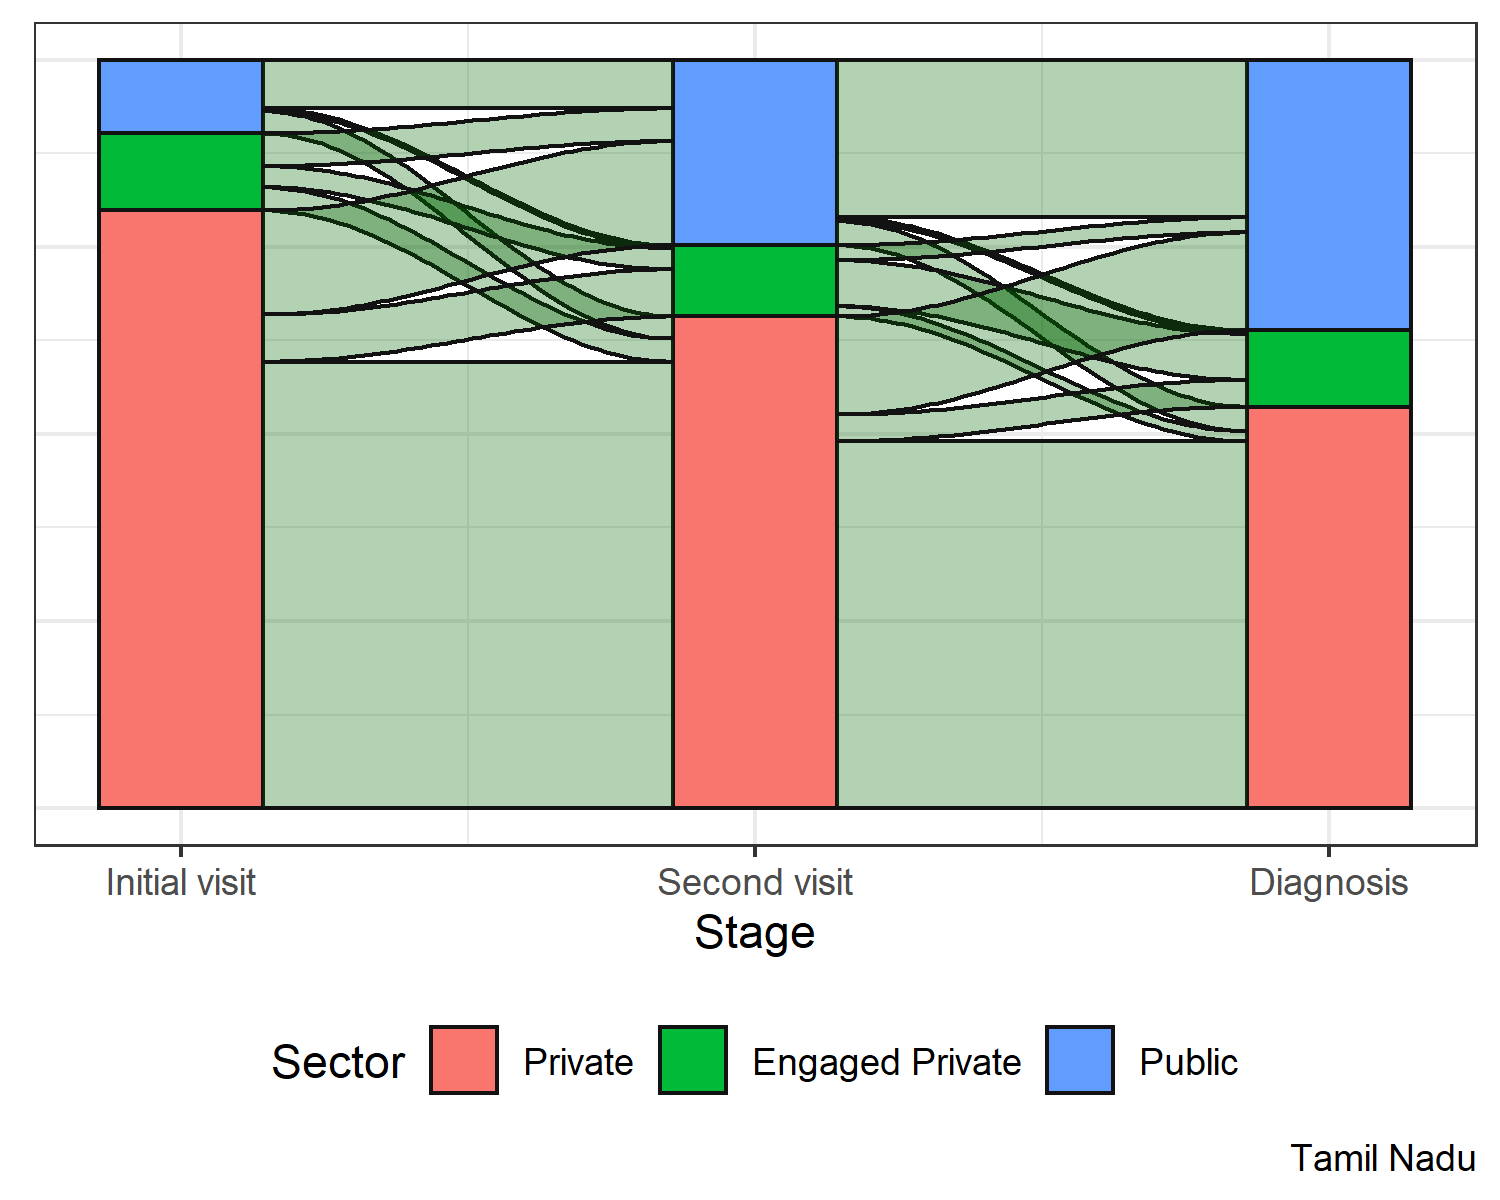 Initial visit Second visit Diagnosis
Stage
Sector Private Engaged Private Public
Tamil Nadu